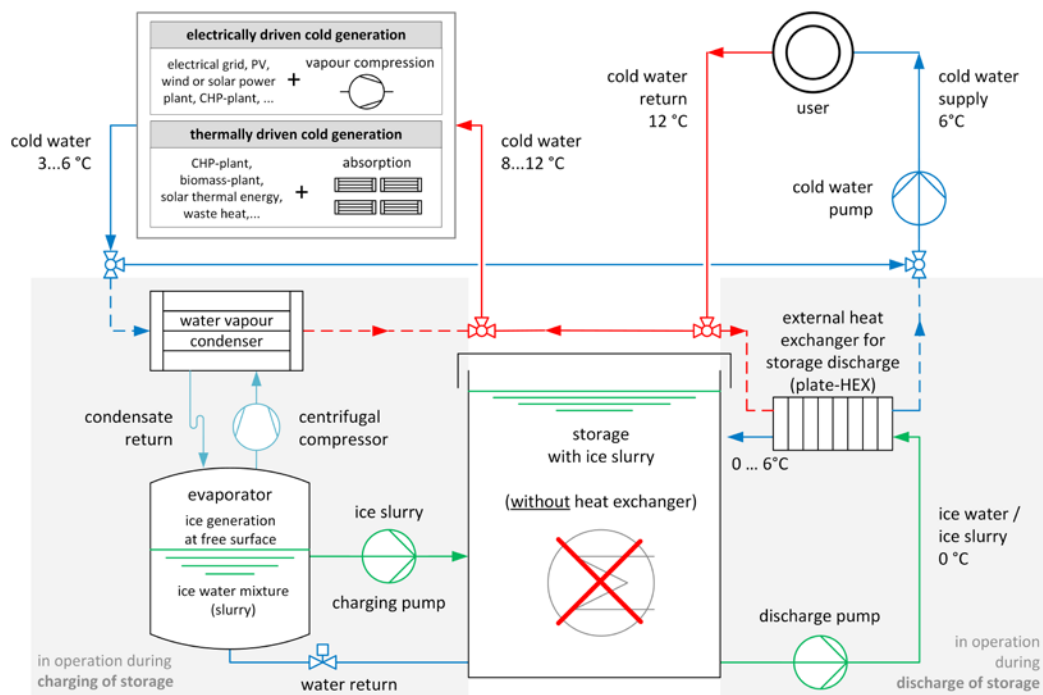 electrically driven cold generation
electrical grid, PV,
wind or solar power
plant, CHP-plant, ...
+
vapour compression
thermally driven cold generation
CHP-plant,
biomass-plant,
solar thermal energy,
waste heat,...
+
absorption
cold water
3...6 °C
cold water
8...12 °C
cold water
return
12 °C
user
cold water
supply
6°C
cold water
pump
water vapour
condenser
condensate
return
centrifugal
compressor
external heat
exchanger for
storage discharge
(plate-HEX)
0 ... 6°C
storage
with ice slurry
(without heat exchanger)
evaporator
ice generation
at free surface
ice water mixture
(slurry)
ice slurry
charging pump
ice water /
ice slurry
0 °C
discharge pump
water return
in operation during
charging of storage
in operation
during
discharge of storage